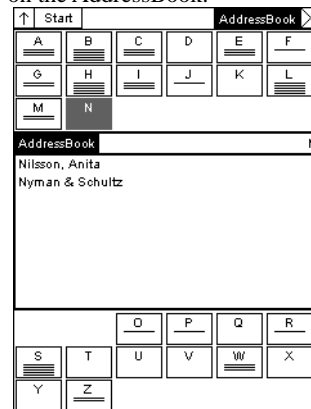 on the AddressBook.
↑ Start AddressBook
A B C D E F
G H I J K L
M N
AddressBook
Nilsson, Anita
Nyman & Schultz
O P Q R
S T U V W X
Y Z